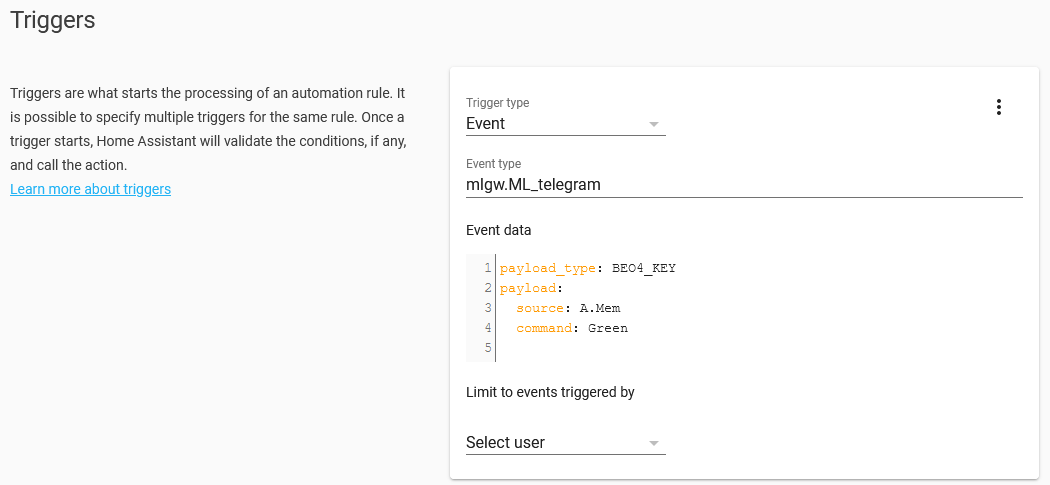 Triggers
Triggers are what starts the processing of an automation rule. It
is possible to specify multiple triggers for the same rule. Once a
trigger starts, Home Assistant will validate the conditions, if any,
and call the action.
Learn more about triggers
Trigger type
Event
Event type
mlgw.ML_telegram
Event data
1 payload_type: BEO4_KEY
2 payload:
3   source: A.Mem
4   command: Green
5
Limit to events triggered by
Select user